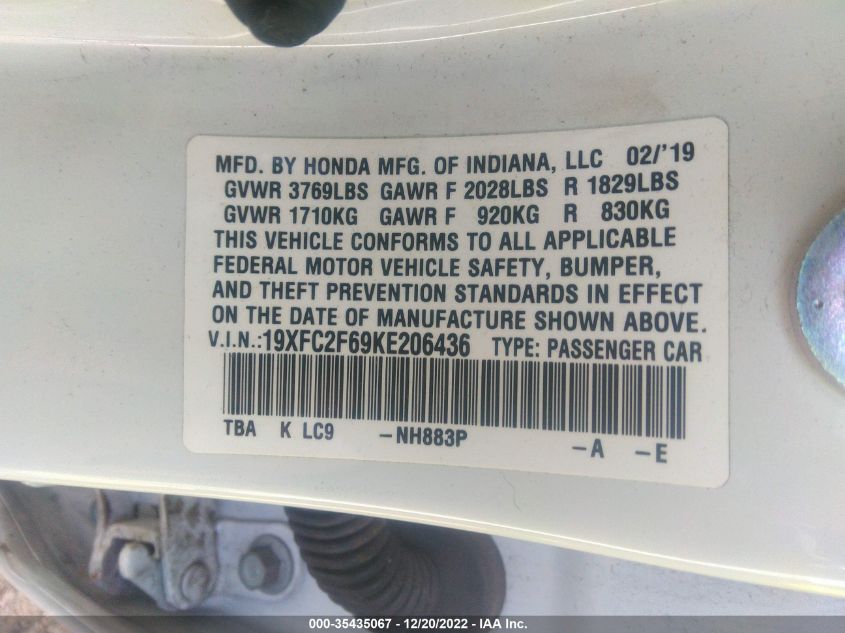 MFD. BY HONDA MFG. OF INDIANA, LLC 02/'19
GVWR 3769LBS GAWR F 2028LBS R 1829LBS
GVWR 1710KG GAWR F 920KG R 830KG
THIS VEHICLE CONFORMS TO ALL APPLICABLE
FEDERAL MOTOR VEHICLE SAFETY, BUMPER,
AND THEFT PREVENTION STANDARDS IN EFFECT
ON THE DATE OF MANUFACTURE SHOWN ABOVE.
V.I.N.:19XFC2F69KE206436 TYPE: PASSENGER CAR
TBA K LC9 -NH883P -A -E
000-35435067 - 12/20/2022 - IAA Inc.